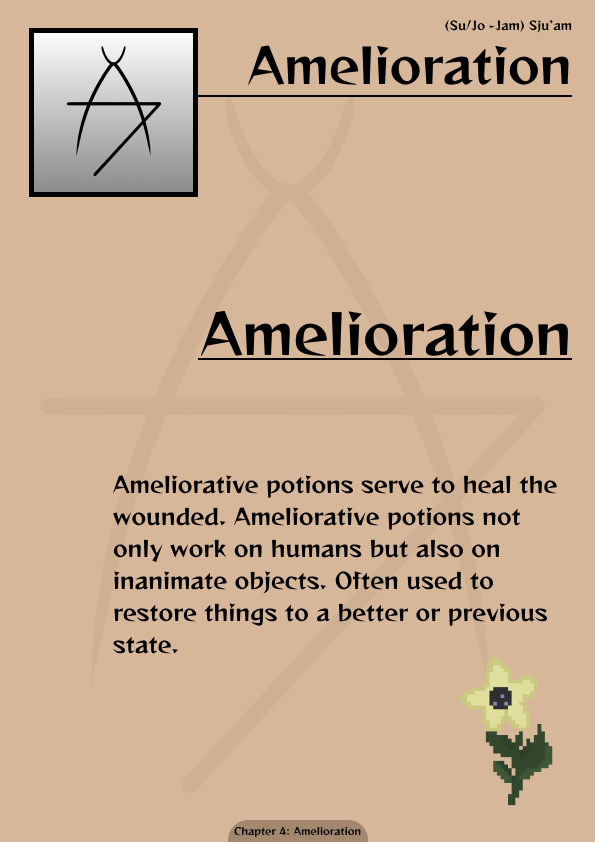 (Su/Jo -Jam) Sju'am
Amelioration
Amelioration
Ameliorative potions serve to heal the
wounded. Ameliorative potions not
only work on humans but also on
inanimate objects. Often used to
restore things to a better or previous
state.
Chapter 4: Amelioration